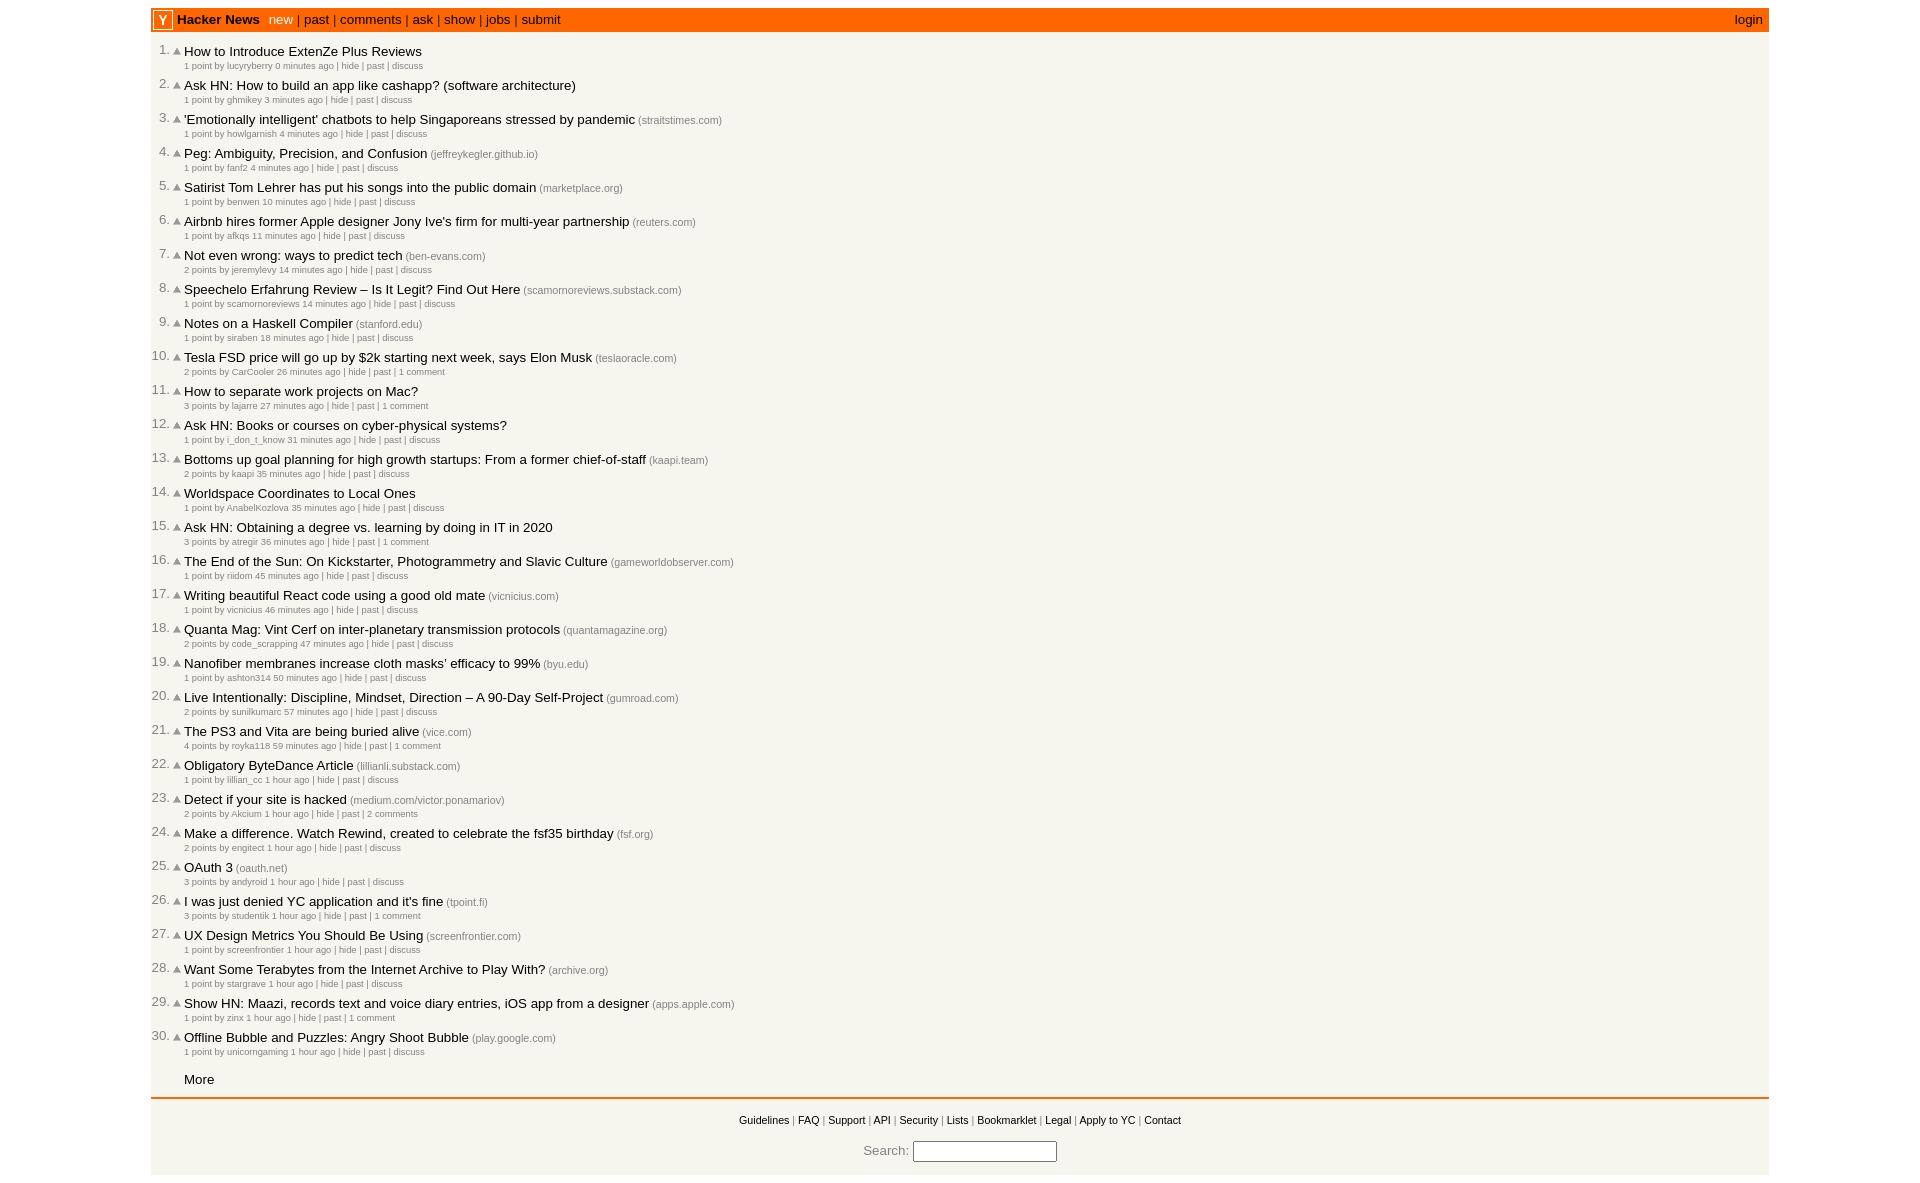 Y Hacker News new | past | comments | ask | show | jobs | submit login
1. How to Introduce ExtenZe Plus Reviews
1 point by lucyryberry 0 minutes ago | hide | past | discuss
2. Ask HN: How to build an app like cashapp? (software architecture)
1 point by ghmikey 3 minutes ago | hide | past | discuss
3. 'Emotionally intelligent' chatbots to help Singaporeans stressed by pandemic (straitstimes.com)
1 point by howlgarnish 4 minutes ago | hide | past | discuss
4. Peg: Ambiguity, Precision, and Confusion (jeffreykegler.github.io)
1 point by fanf2 4 minutes ago | hide | past | discuss
5. Satirist Tom Lehrer has put his songs into the public domain (marketplace.org)
1 point by benwen 10 minutes ago | hide | past | discuss
6. Airbnb hires former Apple designer Jony Ive's firm for multi-year partnership (reuters.com)
1 point by afkqs 11 minutes ago | hide | past | discuss
7. Not even wrong: ways to predict tech (ben-evans.com)
2 points by jeremylevy 14 minutes ago | hide | past | discuss
8. Speechelo Erfahrung Review – Is It Legit? Find Out Here (scamornoreviews.substack.com)
1 point by scamornoreviews 14 minutes ago | hide | past | discuss
9. Notes on a Haskell Compiler (stanford.edu)
1 point by siraben 18 minutes ago | hide | past | discuss
10. Tesla FSD price will go up by $2k starting next week, says Elon Musk (teslaoracle.com)
2 points by CarCooler 26 minutes ago | hide | past | 1 comment
11. How to separate work projects on Mac?
3 points by lajarre 27 minutes ago | hide | past | 1 comment
12. Ask HN: Books or courses on cyber-physical systems?
1 point by i_don_t_know 31 minutes ago | hide | past | discuss
13. Bottoms up goal planning for high growth startups: From a former chief-of-staff (kaapi.team)
2 points by kaapi 35 minutes ago | hide | past | discuss
14. Worldspace Coordinates to Local Ones
1 point by AnabelKozlova 35 minutes ago | hide | past | discuss
15. Ask HN: Obtaining a degree vs. learning by doing in IT in 2020
3 points by atregir 36 minutes ago | hide | past | 1 comment
16. The End of the Sun: On Kickstarter, Photogrammetry and Slavic Culture (gameworldobserver.com)
1 point by riidom 45 minutes ago | hide | past | discuss
17. Writing beautiful React code using a good old mate (vicnicius.com)
1 point by vicnicius 46 minutes ago | hide | past | discuss
18. Quanta Mag: Vint Cerf on inter-planetary transmission protocols (quantamagazine.org)
2 points by code_scrapping 47 minutes ago | hide | past | discuss
19. Nanofiber membranes increase cloth masks’ efficacy to 99% (byu.edu)
1 point by ashton314 50 minutes ago | hide | past | discuss
20. Live Intentionally: Discipline, Mindset, Direction – A 90-Day Self-Project (gumroad.com)
2 points by sunilkumarc 57 minutes ago | hide | past | discuss
21. The PS3 and Vita are being buried alive (vice.com)
4 points by royka118 59 minutes ago | hide | past | 1 comment
22. Obligatory ByteDance Article (lillianli.substack.com)
1 point by lillian_cc 1 hour ago | hide | past | discuss
23. Detect if your site is hacked (medium.com/victor.ponamariov)
2 points by Akcium 1 hour ago | hide | past | 2 comments
24. Make a difference. Watch Rewind, created to celebrate the fsf35 birthday (fsf.org)
2 points by engitect 1 hour ago | hide | past | discuss
25. OAuth 3 (oauth.net)
3 points by andyroid 1 hour ago | hide | past | discuss
26. I was just denied YC application and it's fine (tpoint.fi)
3 points by studentik 1 hour ago | hide | past | 1 comment
27. UX Design Metrics You Should Be Using (screenfrontier.com)
1 point by screenfrontier 1 hour ago | hide | past | discuss
28. Want Some Terabytes from the Internet Archive to Play With? (archive.org)
1 point by stargrave 1 hour ago | hide | past | discuss
29. Show HN: Maazi, records text and voice diary entries, iOS app from a designer (apps.apple.com)
1 point by zinx 1 hour ago | hide | past | 1 comment
30. Offline Bubble and Puzzles: Angry Shoot Bubble (play.google.com)
1 point by unicorngaming 1 hour ago | hide | past | discuss
More
Guidelines | FAQ | Support | API | Security | Lists | Bookmarklet | Legal | Apply to YC | Contact
Search: